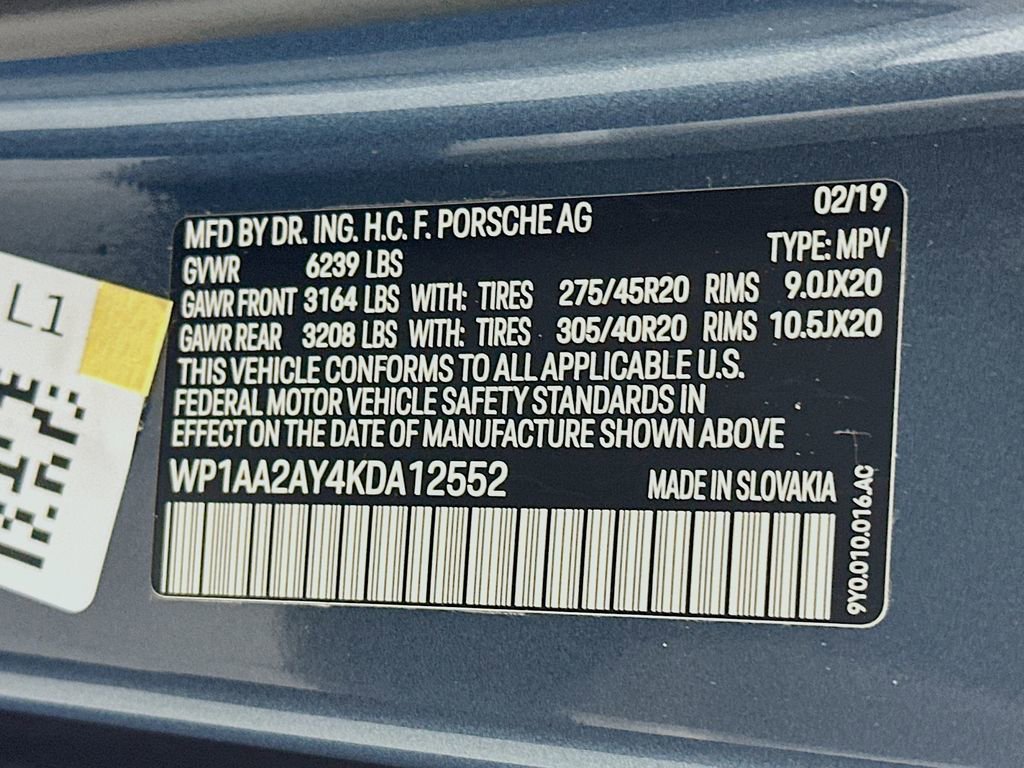 02/19
MFD BY DR. ING. H.C. F. PORSCHE AG
TYPE: MPV
GVWR 6239 LBS
GAWR FRONT 3164 LBS WITH: TIRES 275/45R20 RIMS 9.0JX20
GAWR REAR 3208 LBS WITH: TIRES 305/40R20 RIMS 10.5JX20
THIS VEHICLE CONFORMS TO ALL APPLICABLE U.S.
FEDERAL MOTOR VEHICLE SAFETY STANDARDS IN
EFFECT ON THE DATE OF MANUFACTURE SHOWN ABOVE
WP1AA2AY4KDA12552 MADE IN SLOVAKIA
9Y0.010.016.AC
L1